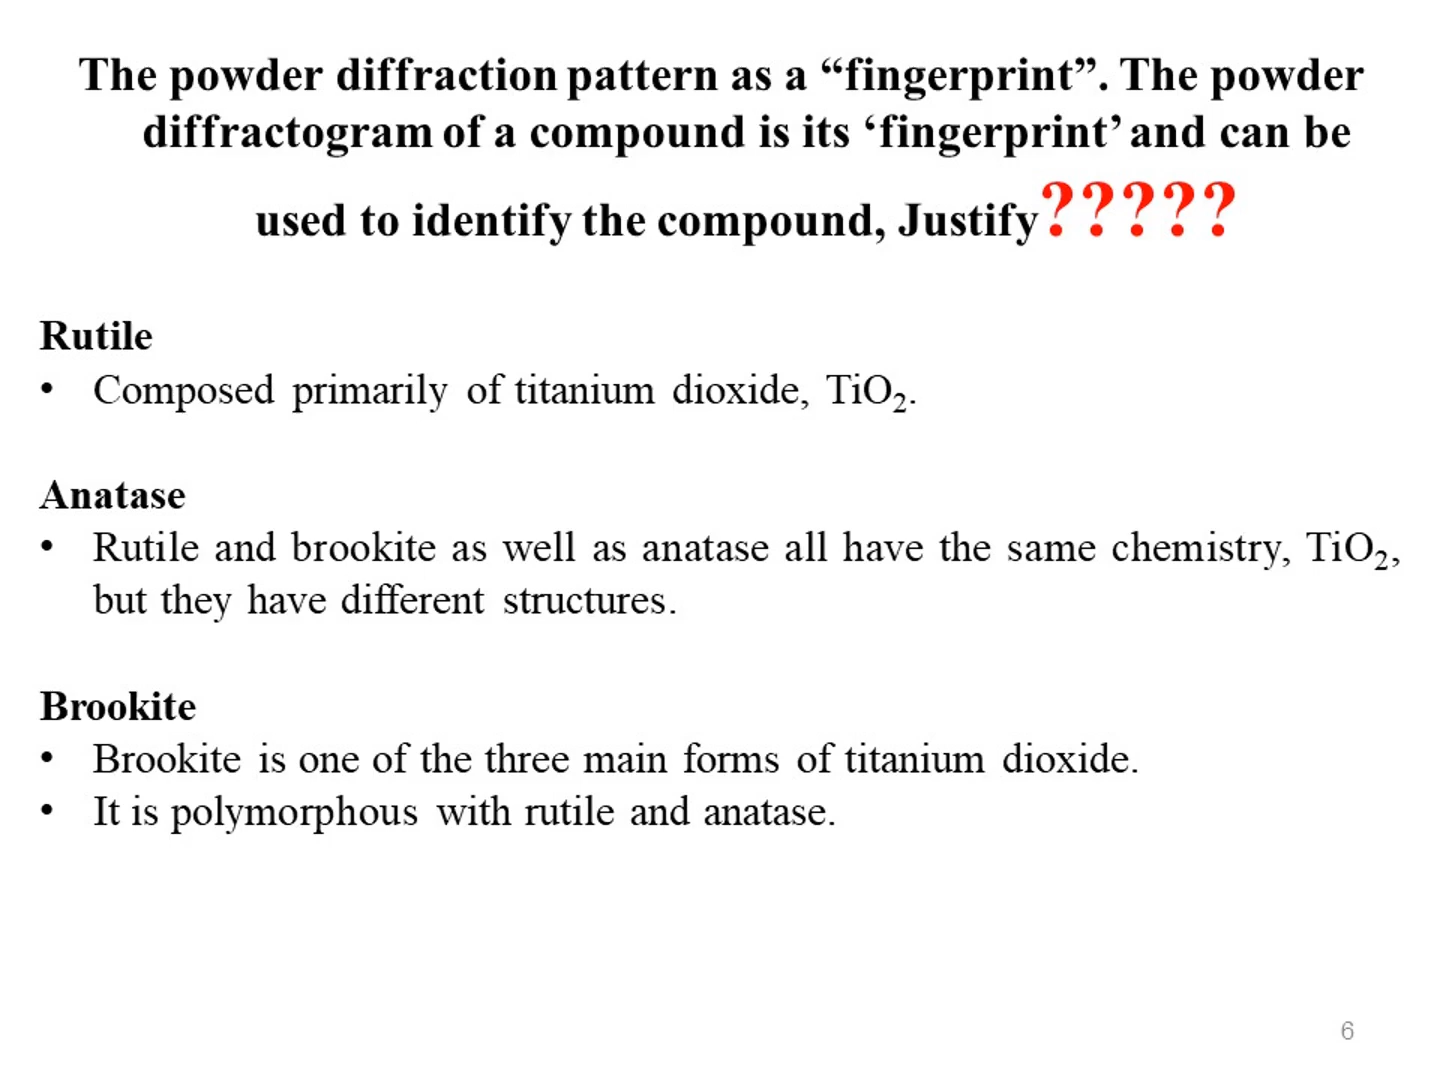 The powder diffraction pattern as a “fingerprint”. The powder
diffractogram of a compound is its ‘fingerprint’ and can be
used to identify the compound, Justify?????
Rutile
• Composed primarily of titanium dioxide, TiO₂.
Anatase
• Rutile and brookite as well as anatase all have the same chemistry, TiO₂,
but they have different structures.
Brookite
• Brookite is one of the three main forms of titanium dioxide.
• It is polymorphous with rutile and anatase.
6